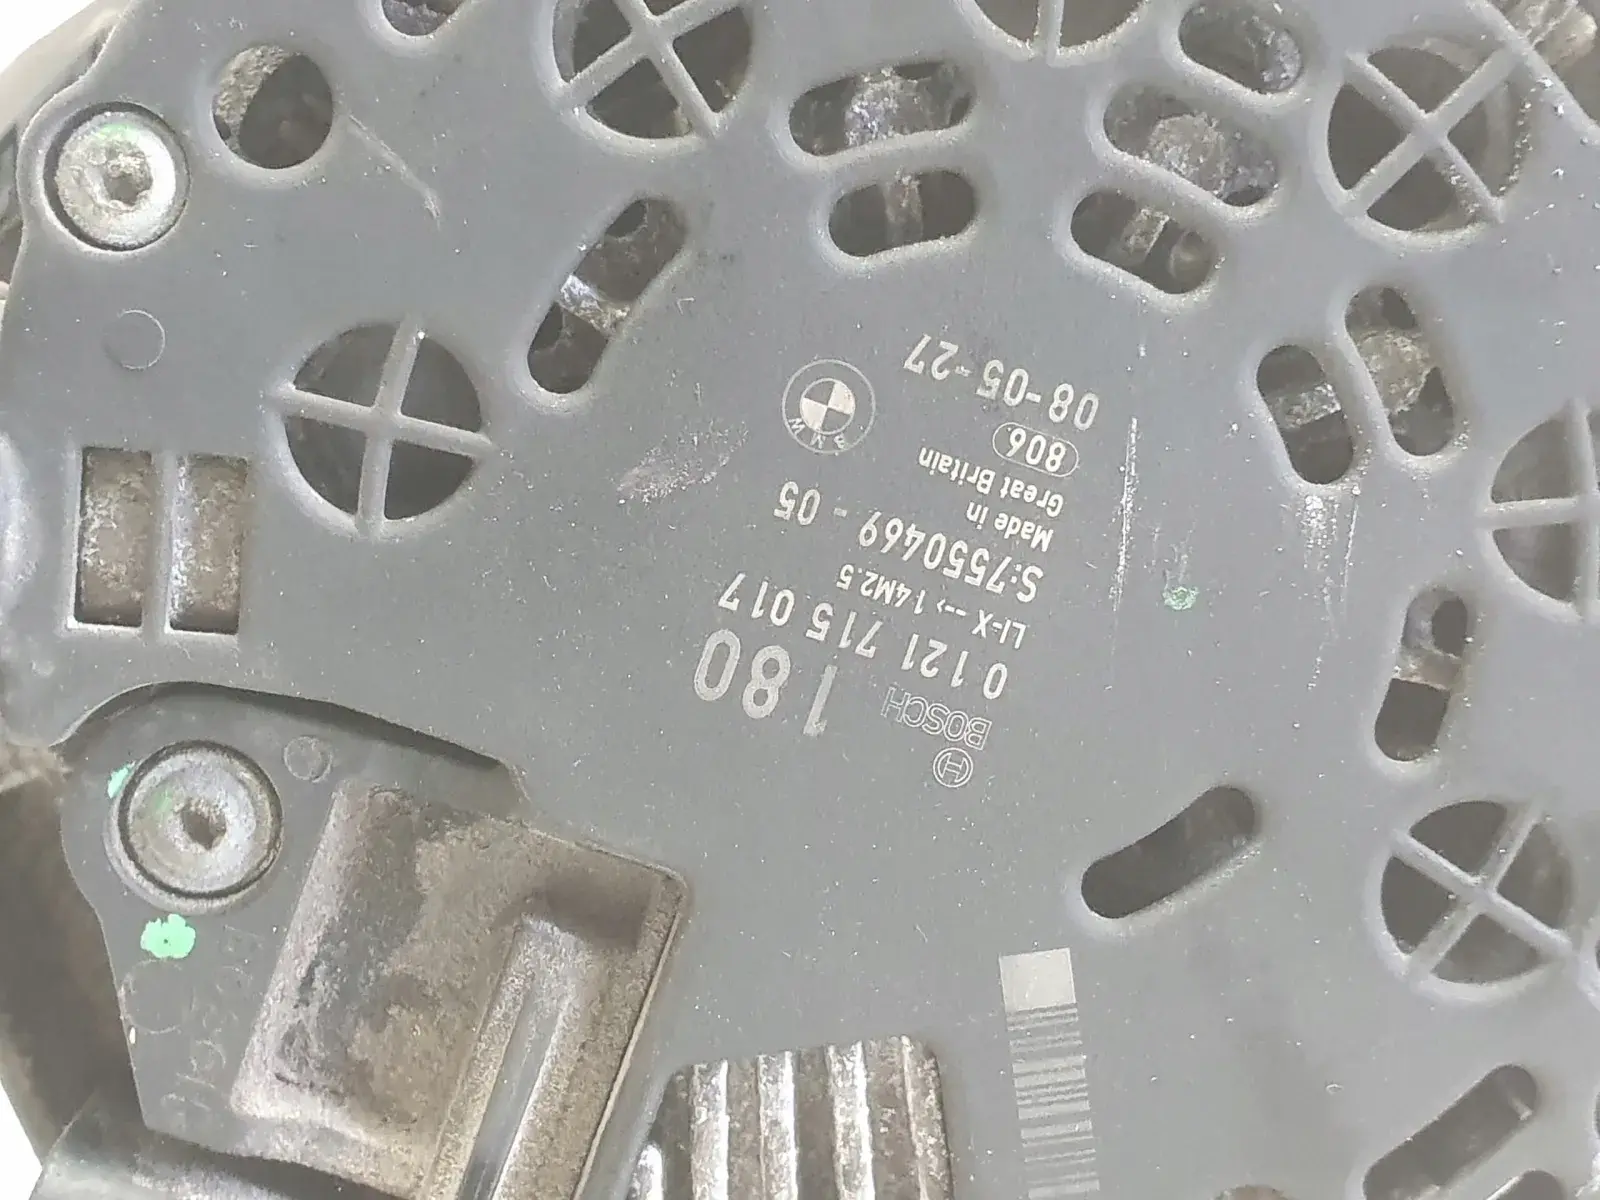 BOSCH
180
0 121 715 017
LI-X --> 14M2.5
S:7550469 - 05
Made in
Great Britain
806
08-05-27
BMW